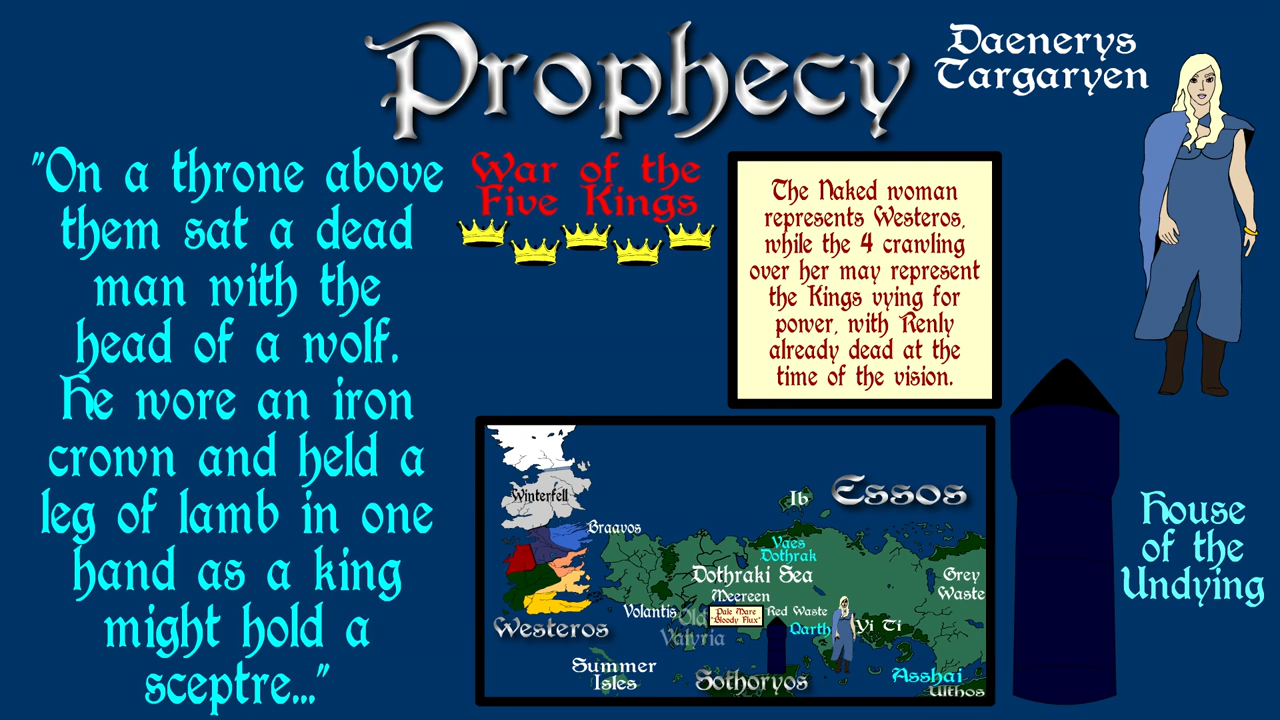 Prophecy
Daenerys
Targaryen
"On a throne above
them sat a dead
man with the
head of a wolf.
He wore an iron
crown and held a
leg of lamb in one
hand as a king
might hold a
sceptre..."
War of the
Five Kings
The Naked woman
represents Westeros,
while the 4 crawling
over her may represent
the Kings vying for
power, with Renly
already dead at the
time of the vision.
Winterfell
Braavos
Ib
Essos
Vaes
Dothrak
Dothraki Sea
Grey
Waste
Meereen
Volantis
Old
Valyria
"Pale Mare
"Bloody Flux"
Red Waste
Qarth
Yi Ti
Westeros
Summer
Isles
Sothoryos
Asshai
Ulthos
House
of the
Undying